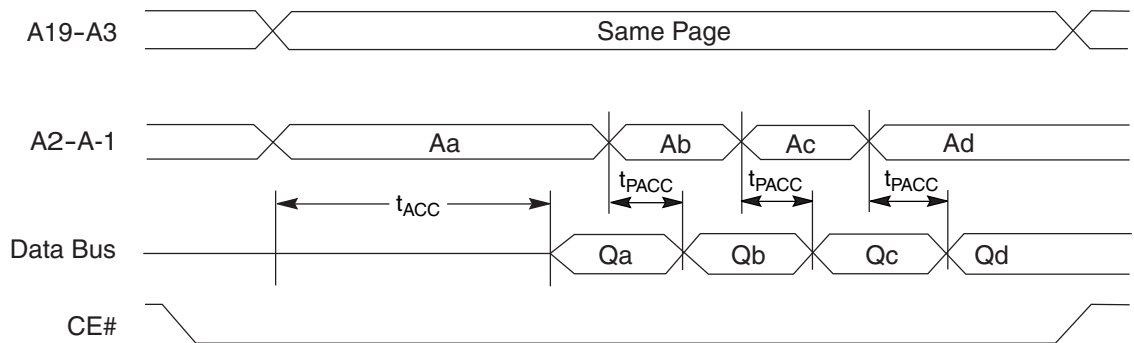 A19–A3
Same Page
A2–A-1
Aa
Ab
Ac
Ad
tACC
tPACC
tPACC
tPACC
Data Bus
Qa
Qb
Qc
Qd
CE#